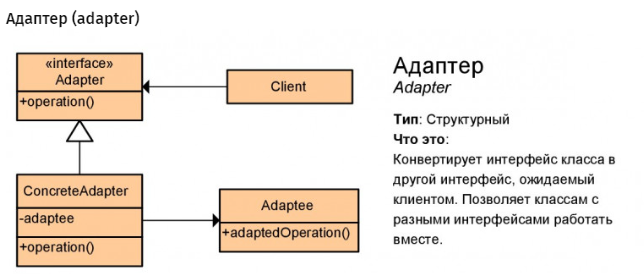 Адаптер (adapter)
«interface»
Adapter
+operation()
Client
ConcreteAdapter
-adaptee
+operation()
Adaptee
+adaptedOperation()
Адаптер
Adapter
Тип: Структурный
Что это:
Конвертирует интерфейс класса в
другой интерфейс, ожидаемый
клиентом. Позволяет классам с
разными интерфейсами работать
вместе.